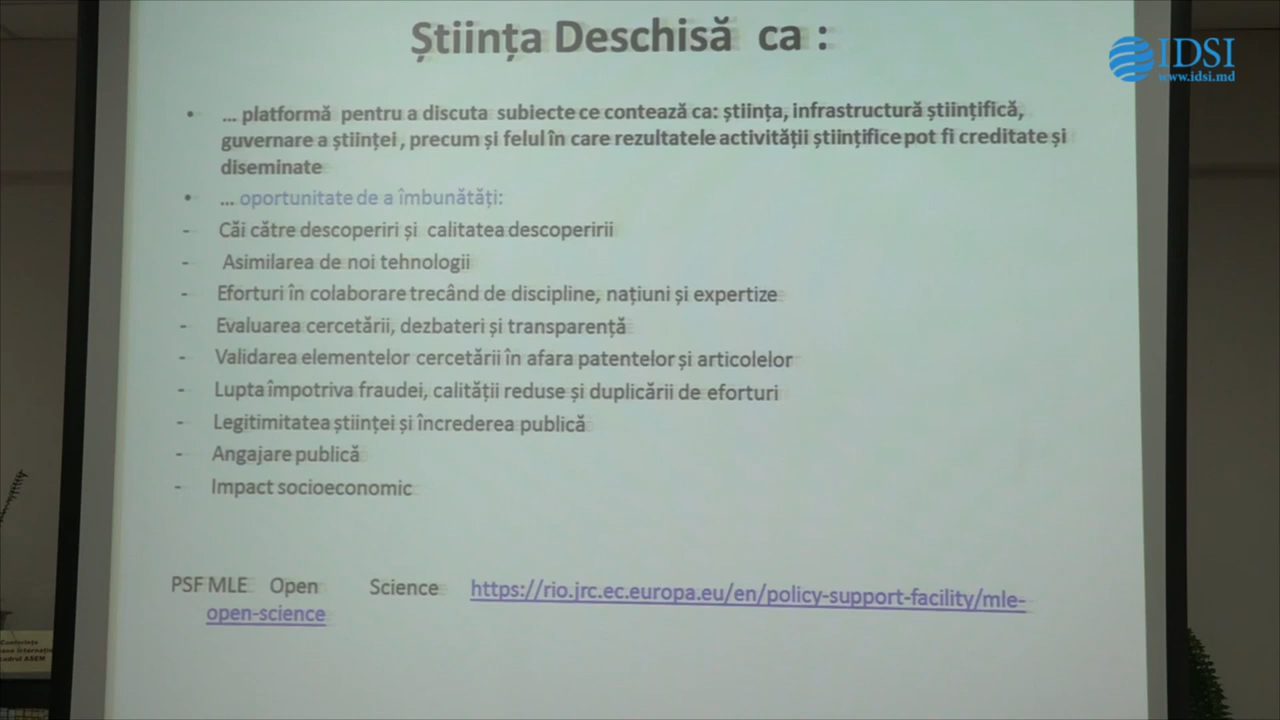 Știința Deschisă ca :
IDSI
www.idsi.md
• ... platformă pentru a discuta subiecte ce contează ca: știința, infrastructură științifică,
guvernare a științei , precum și felul în care rezultatele activității științifice pot fi creditate și
diseminate
• ... oportunitate de a îmbunătăți:
- Căi către descoperiri și calitatea descoperirii
- Asimilarea de noi tehnologii
- Eforturi în colaborare trecând de discipline, națiuni și expertize
- Evaluarea cercetării, dezbateri și transparență
- Validarea elementelor cercetării în afara patentelor și articolelor
- Lupta împotriva fraudei, calității reduse și duplicării de eforturi
- Legitimitatea științei și încrederea publică
- Angajare publică
- Impact socioeconomic
PSF MLE Open Science https://rio.jrc.ec.europa.eu/en/policy-support-facility/mle-
open-science
Conferințe
cadrul ASEM